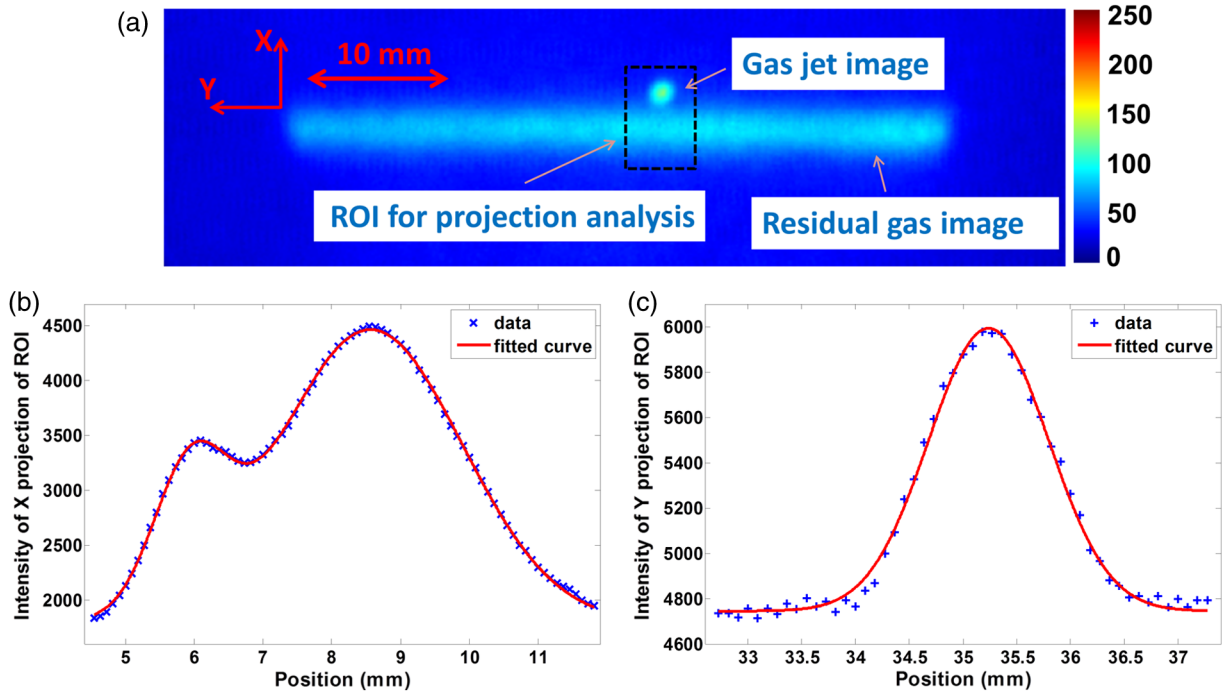 (a)
X
Y
10 mm
Gas jet image
ROI for projection analysis
Residual gas image
250
200
150
100
50
0
(b)
Intensity of X projection of ROI
4500
4000
3500
3000
2500
2000
5 6 7 8 9 10 11
Position (mm)
data
fitted curve
(c)
Intensity of Y projection of ROI
6000
5800
5600
5400
5200
5000
4800
4600
33 33.5 34 34.5 35 35.5 36 36.5 37
Position (mm)
data
fitted curve